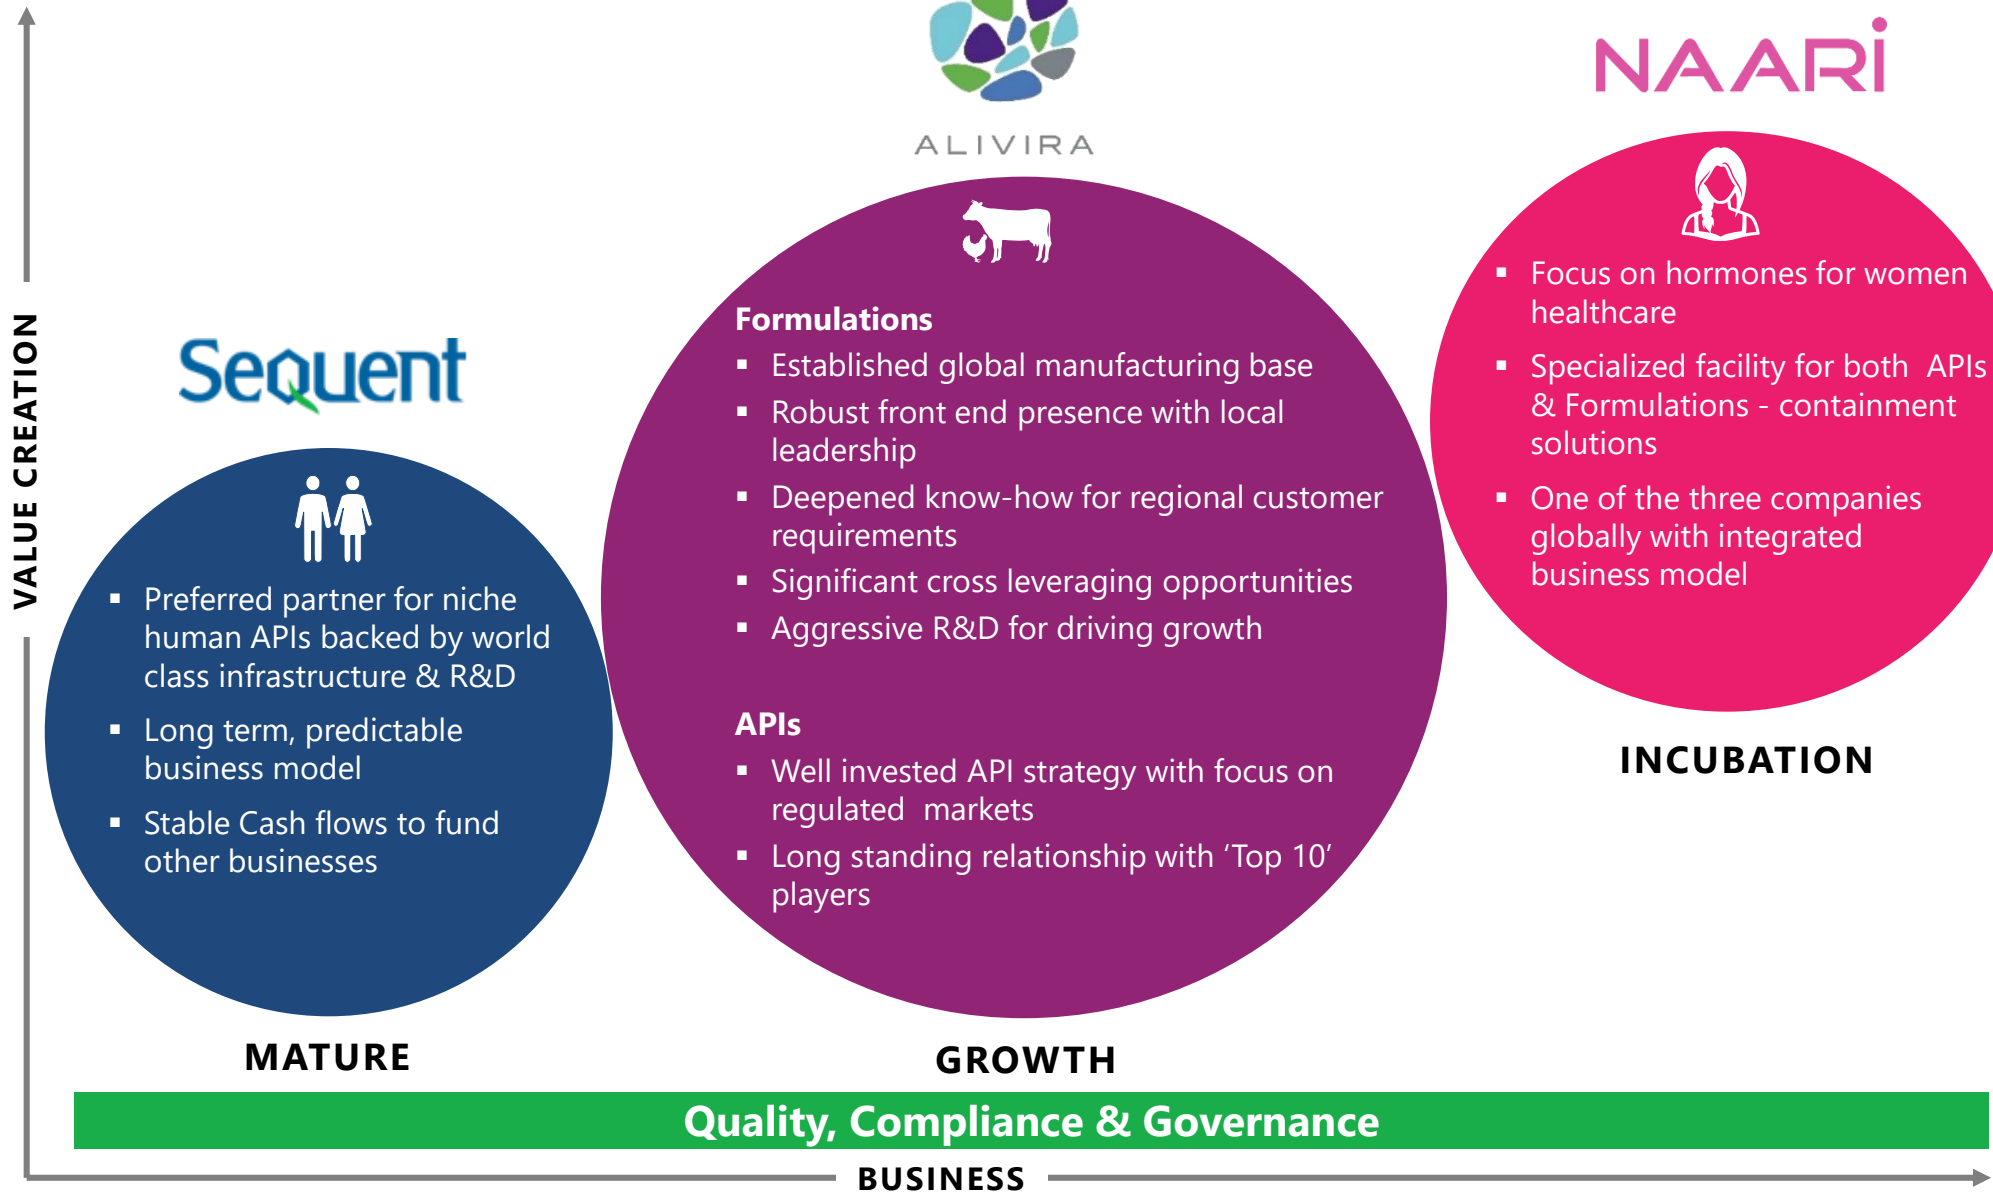 VALUE CREATION
Sequent
▪ Preferred partner for niche
human APIs backed by world
class infrastructure & R&D
▪ Long term, predictable
business model
▪ Stable Cash flows to fund
other businesses
MATURE
ALIVIRA
Formulations
▪ Established global manufacturing base
▪ Robust front end presence with local
leadership
▪ Deepened know-how for regional customer
requirements
▪ Significant cross leveraging opportunities
▪ Aggressive R&D for driving growth
APIs
▪ Well invested API strategy with focus on
regulated markets
▪ Long standing relationship with ‘Top 10’
players
GROWTH
NAARi
▪ Focus on hormones for women
healthcare
▪ Specialized facility for both APIs
& Formulations - containment
solutions
▪ One of the three companies
globally with integrated
business model
INCUBATION
Quality, Compliance & Governance
BUSINESS